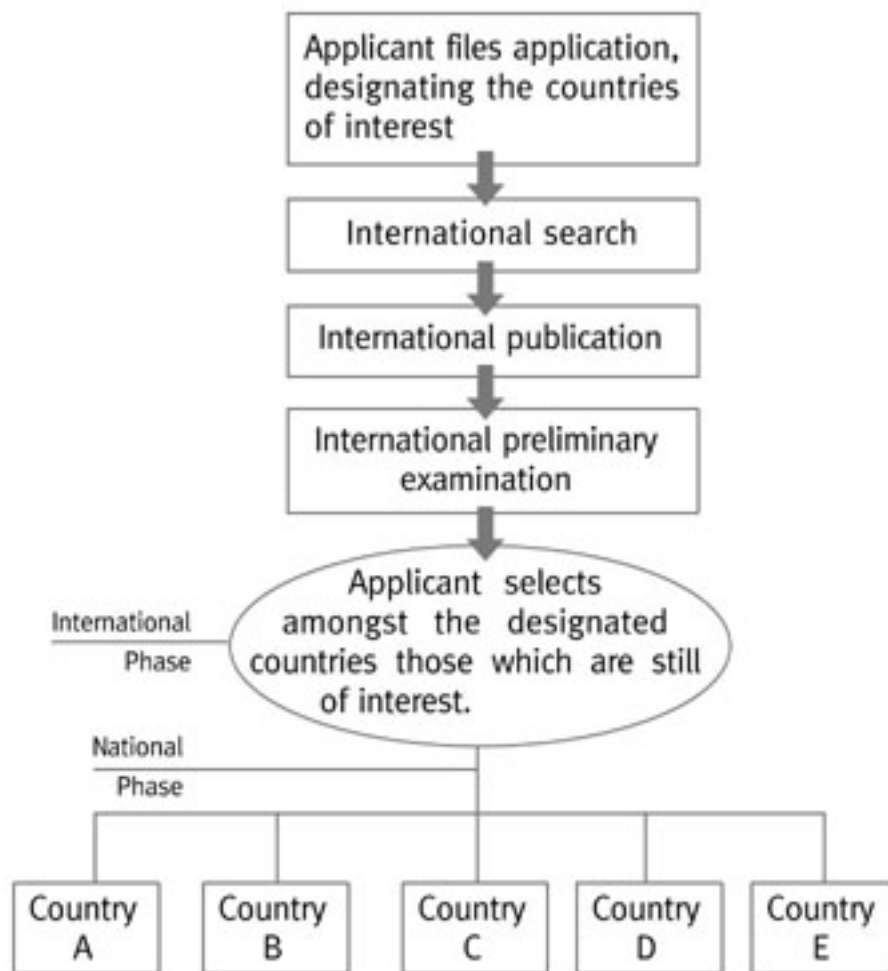 Applicant files application,
designating the countries
of interest
International search
International publication
International preliminary
examination
Applicant selects
amongst the designated
countries those which are still
of interest.
International
Phase
National
Phase
Country
A
Country
B
Country
C
Country
D
Country
E